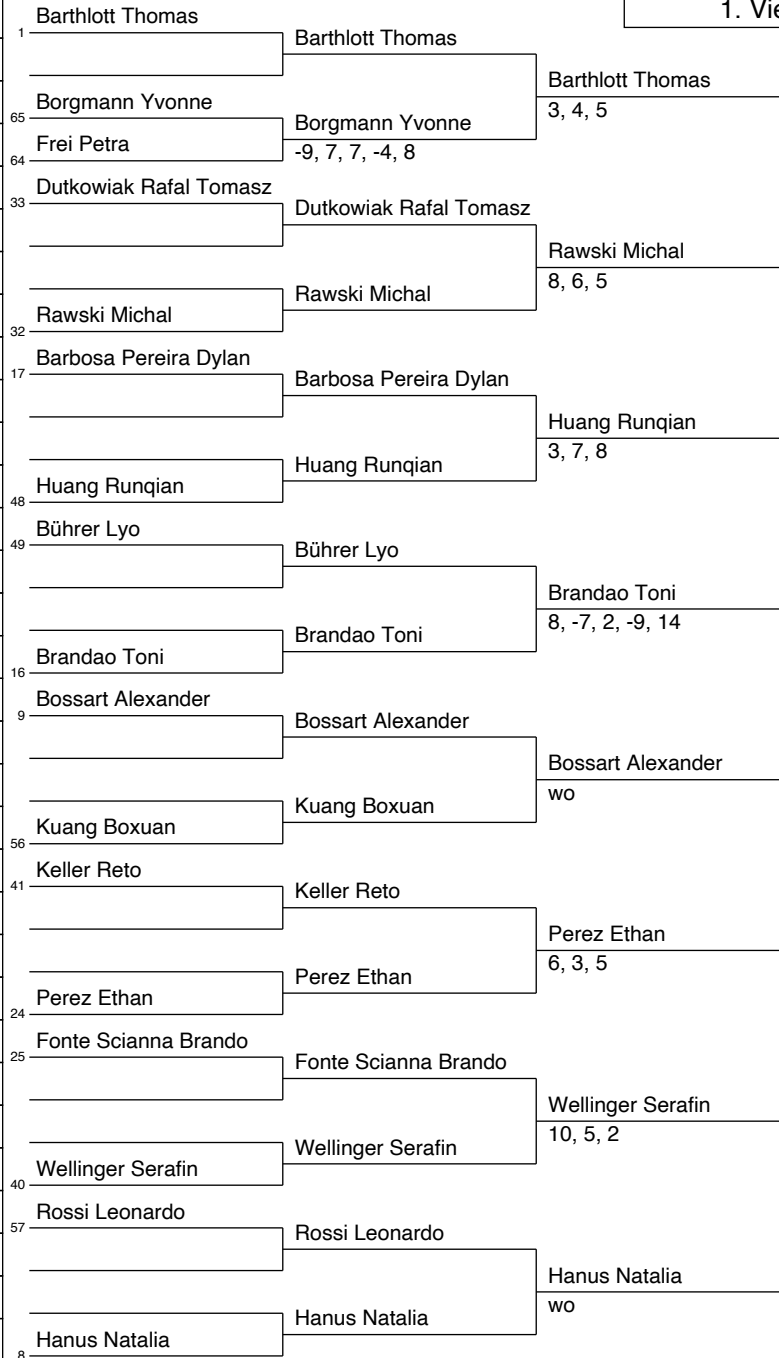 1. Vie
1 Barthlott Thomas
65 Borgmann Yvonne
64 Frei Petra
33 Dutkowiak Rafal Tomasz
32 Rawski Michal
17 Barbosa Pereira Dylan
48 Huang Runqian
49 Bührer Lyo
16 Brandao Toni
9 Bossart Alexander
56 Kuang Boxuan
41 Keller Reto
24 Perez Ethan
25 Fonte Scianna Brando
40 Wellinger Serafin
57 Rossi Leonardo
8 Hanus Natalia
Barthlott Thomas
Borgmann Yvonne
-9, 7, 7, -4, 8
Dutkowiak Rafal Tomasz
Rawski Michal
Barbosa Pereira Dylan
Huang Runqian
Bührer Lyo
Brandao Toni
Bossart Alexander
Kuang Boxuan
Keller Reto
Perez Ethan
Fonte Scianna Brando
Wellinger Serafin
Rossi Leonardo
Hanus Natalia
Barthlott Thomas
3, 4, 5
Rawski Michal
8, 6, 5
Huang Runqian
3, 7, 8
Brandao Toni
8, -7, 2, -9, 14
Bossart Alexander
wo
Perez Ethan
6, 3, 5
Wellinger Serafin
10, 5, 2
Hanus Natalia
wo